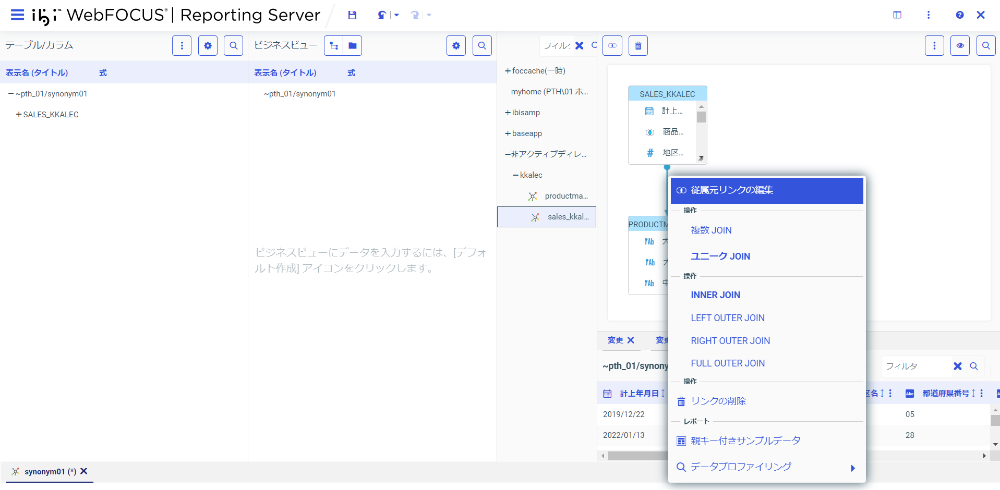 ibi™ WebFOCUS® | Reporting Server
テーブル/カラム
表示名 (タイトル) 式
~pth_01/synonym01
SALES_KKALEC
ビジネスビュー
表示名 (タイトル) 式
~pth_01/synonym01
ビジネスビューにデータを入力するには、[デフォ
ルト作成] アイコンをクリックします。
フィルタ
foccache(一時)
myhome (PTH\01 ホ...
ibisamp
baseapp
非アクティブディレ...
kkalec
productma...
sales_kkal...
SALES_KKALEC
計上...
商品...
地区...
PRODUCTM
大
大
中
従属元リンクの編集
操作
複数 JOIN
ユニーク JOIN
操作
INNER JOIN
LEFT OUTER JOIN
RIGHT OUTER JOIN
FULL OUTER JOIN
操作
リンクの削除
レポート
親キー付きサンプルデータ
データプロファイリング
変更 変更
~pth_01/synony
フィルタ
計上年月日 区名 Abc 都道府県番号
2019/12/22 05
2022/01/13 28
synonym01 (*)